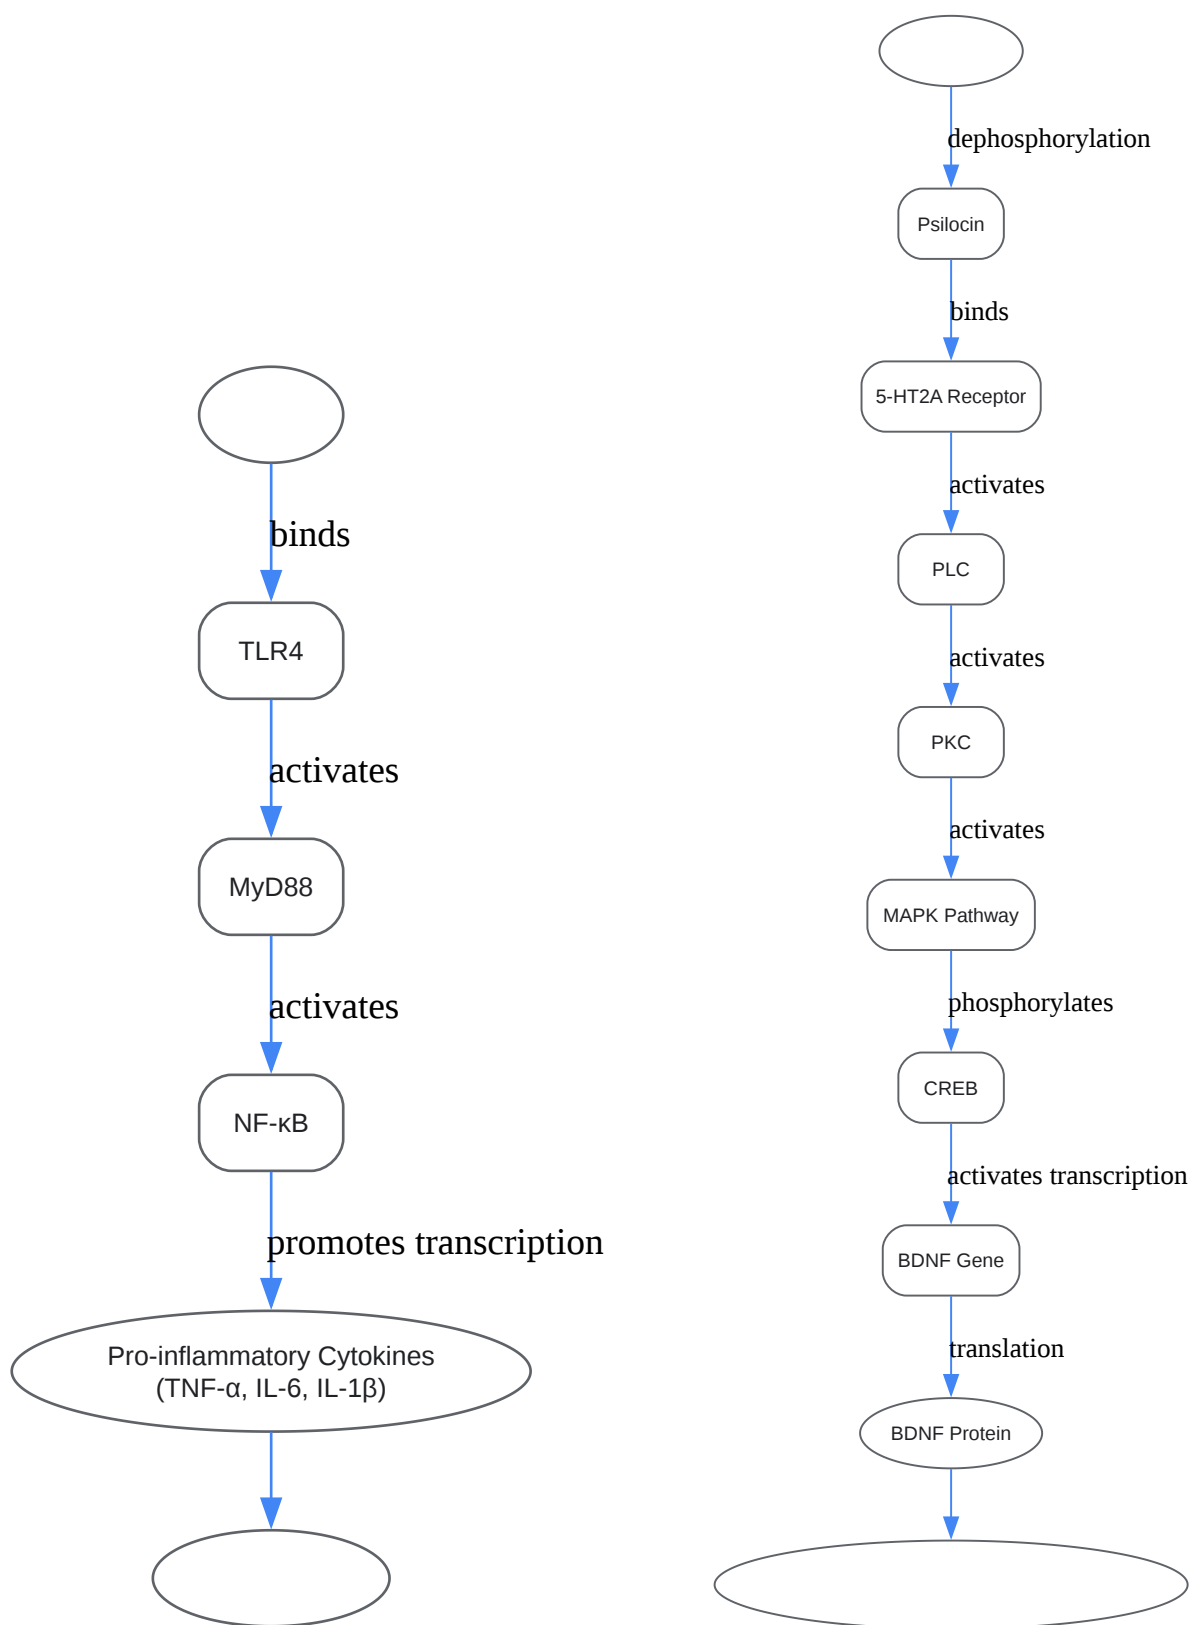 binds
TLR4
activates
MyD88
activates
NF-κB
promotes transcription
Pro-inflammatory Cytokines
(TNF-α, IL-6, IL-1β)
dephosphorylation
Psilocin
binds
5-HT2A Receptor
activates
PLC
activates
PKC
activates
MAPK Pathway
phosphorylates
CREB
activates transcription
BDNF Gene
translation
BDNF Protein